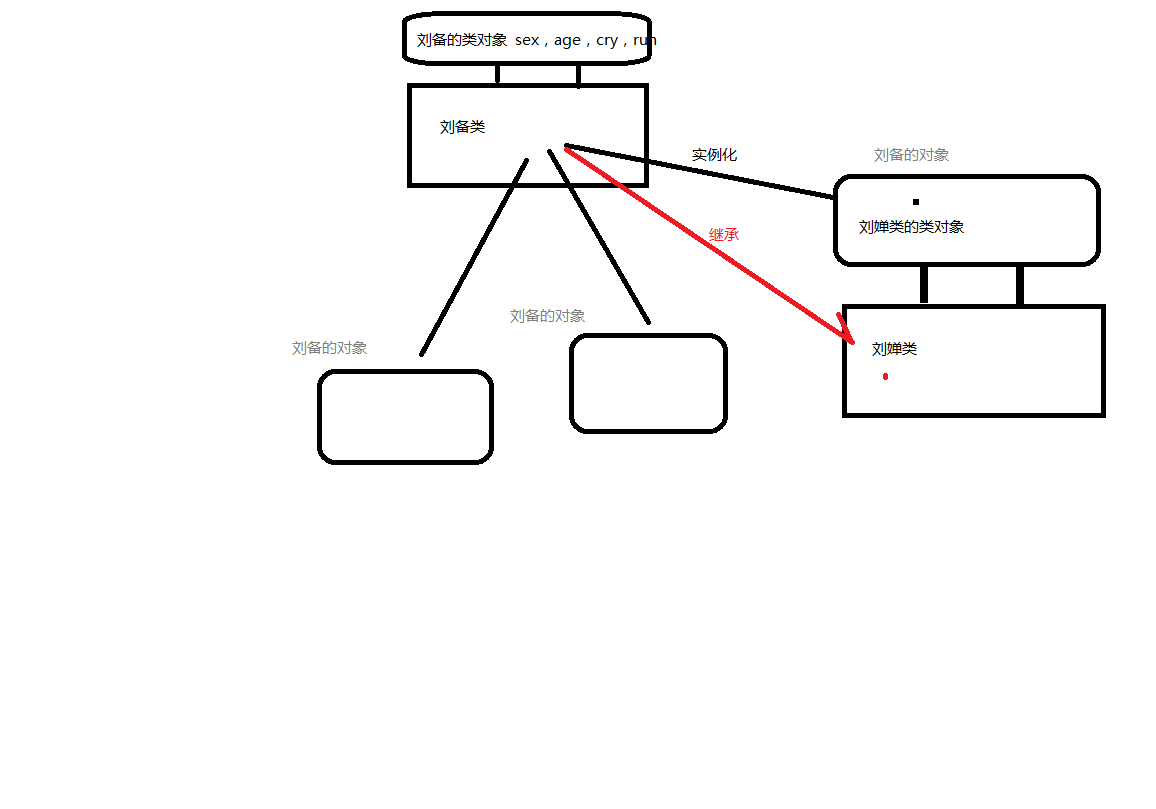 刘备的类对象 sex，age，cry，run
刘备类
实例化
刘备的对象
刘婵类的类对象
继承
刘备的对象
刘备的对象
刘婵类